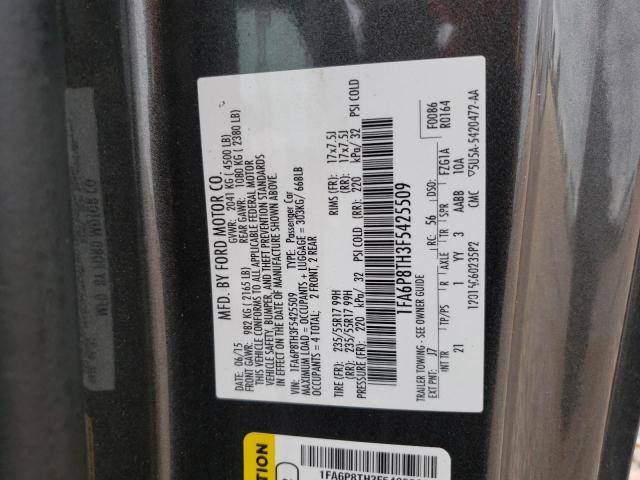 MFD. BY FORD MOTOR CO.
DATE: 06/15 GVWR: 2041 KG ( 4500 LB)
FRONT GAWR: 982 KG ( 2165 LB) REAR GAWR: 1080 KG ( 2380 LB)
THIS VEHICLE CONFORMS TO ALL APPLICABLE FEDERAL MOTOR
VEHICLE SAFETY, BUMPER, AND THEFT PREVENTION STANDARDS
IN EFFECT ON THE DATE OF MANUFACTURE SHOWN ABOVE.
VIN: 1FA6P8TH3F5425509 TYPE: Passenger Car
MAXIMUM LOAD = OCCUPANTS + LUGGAGE = 303KG/ 668LB
OCCUPANTS = 4 TOTAL; 2 FRONT, 2 REAR
TIRE (FR): 235/55R17 99H RIMS (FR): 17x7.5J
(RR): 235/55R17 99H (RR): 17x7.5J
PRESSURE (FR): 220 kPa/ 32 PSI COLD (RR): 220 kPa/ 32 PSI COLD
1FA6P8TH3F5425509
TRAILER TOWING - SEE OWNER GUIDE F0086
EXT PNT: J7 RC: 56 DSO: R0164
INT TR TP/PS R AXLE TR SPR FZG1A
21 1 YY 3 AABB 10A
CMC 5U5A-5420472-AA